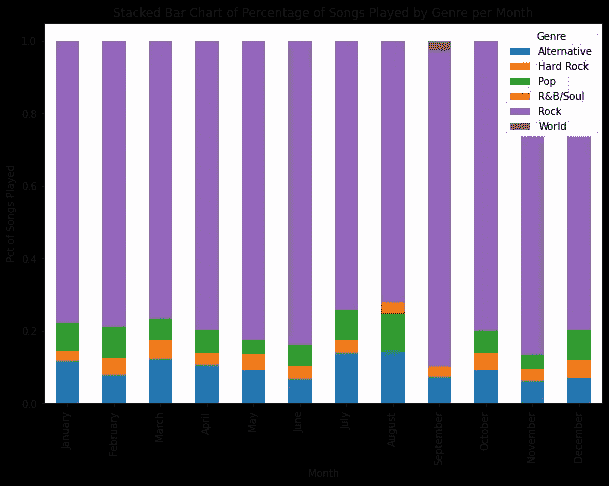 Stacked Bar Chart of Percentage of Songs Played by Genre per Month
1.0
0.8
0.6
0.4
0.2
0.0
Pct of Songs Played
Genre
Alternative
Hard Rock
Pop
R&B/Soul
Rock
World
January
February
March
April
May
June
July
August
September
October
November
December
Month